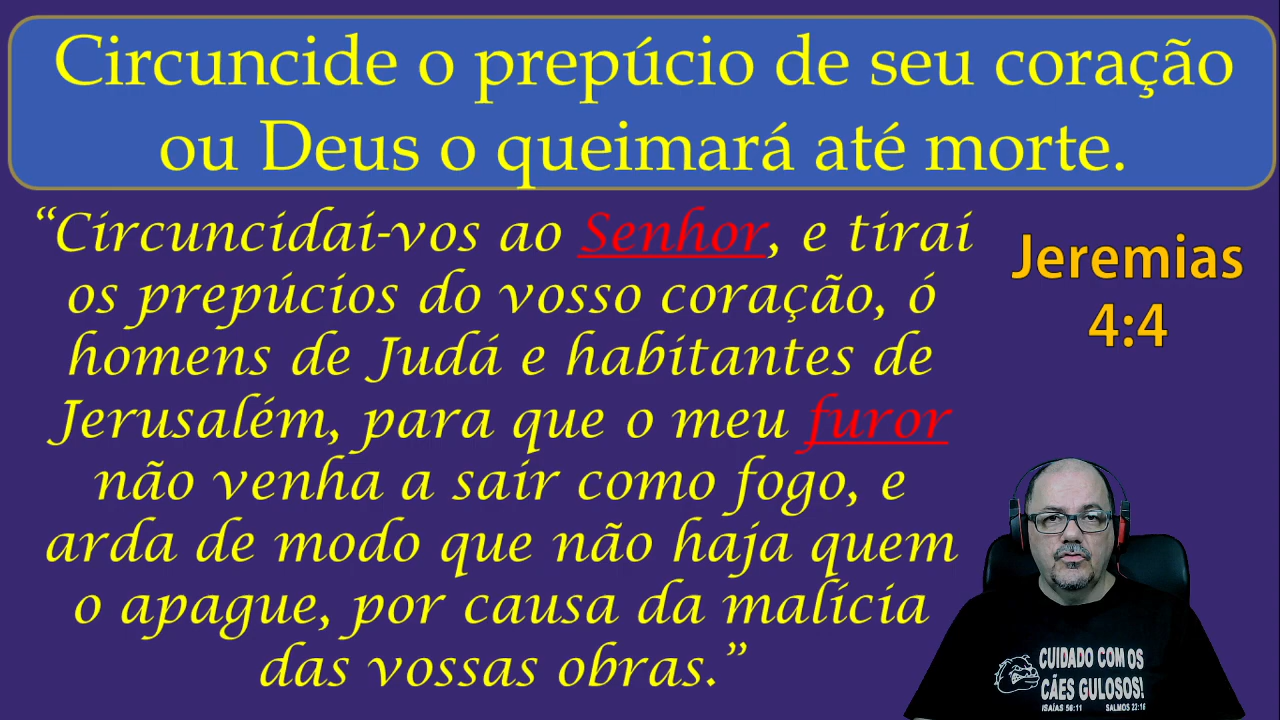 Circuncide o prepúcio de seu coração
ou Deus o queimará até morte.
“Circuncidai-vos ao Senhor, e tirai
os prepúcios do vosso coração, ó
homens de Judá e habitantes de
Jerusalém, para que o meu furor
não venha a sair como fogo, e
arda de modo que não haja quem
o apague, por causa da malícia
das vossas obras.”
Jeremias
4:4
CUIDADO COM OS
CÃES GULOSOS!
ISAÍAS 56:11 SALMOS 22:16